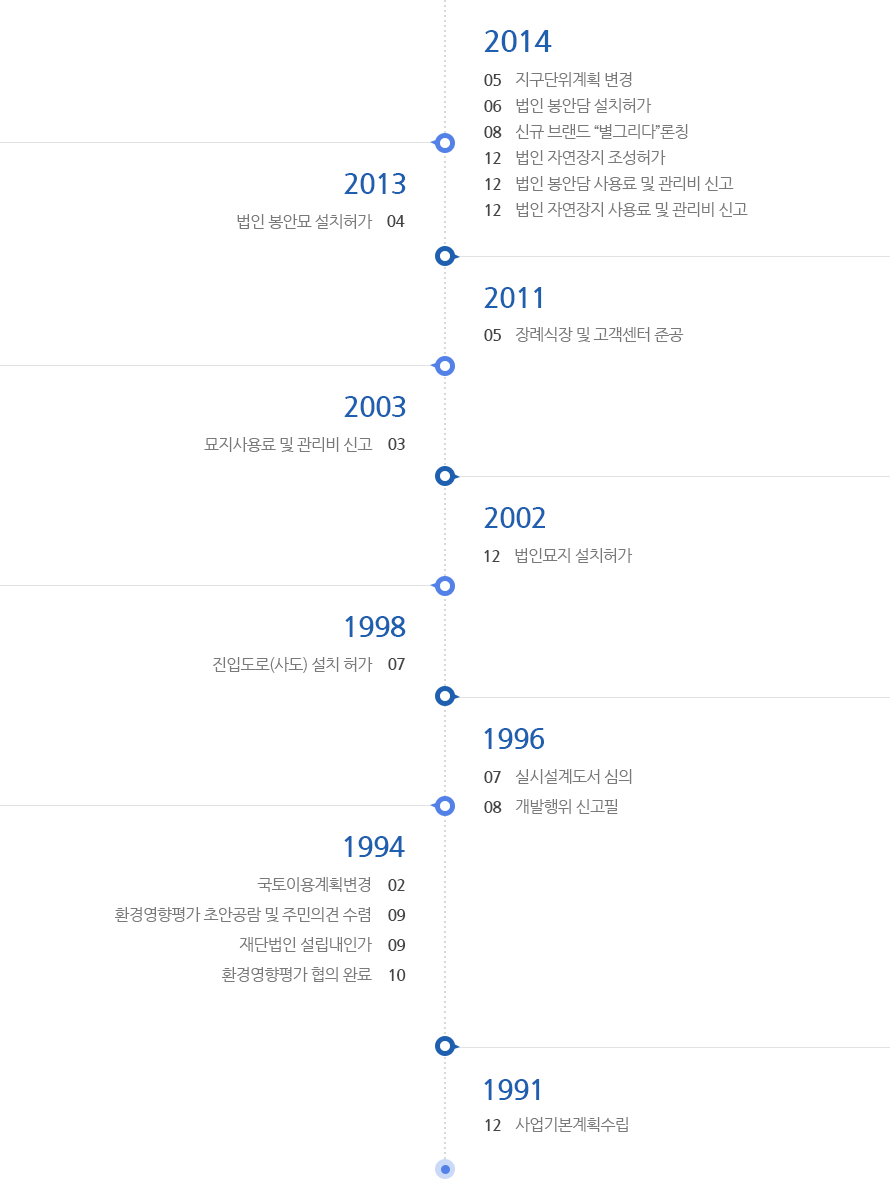 2014
05 지구단위계획 변경
06 법인 봉안담 설치허가
08 신규 브랜드 “별그리다”론칭
12 법인 자연장지 조성허가
12 법인 봉안담 사용료 및 관리비 신고
12 법인 자연장지 사용료 및 관리비 신고
2013
법인 봉안묘 설치허가 04
2011
05 장례식장 및 고객센터 준공
2003
묘지사용료 및 관리비 신고 03
2002
12 법인묘지 설치허가
1998
진입도로(사도) 설치 허가 07
1996
07 실시설계도서 심의
08 개발행위 신고필
1994
국토이용계획변경 02
환경영향평가 초안공람 및 주민의견 수렴 09
재단법인 설립내인가 09
환경영향평가 협의 완료 10
1991
12 사업기본계획수립